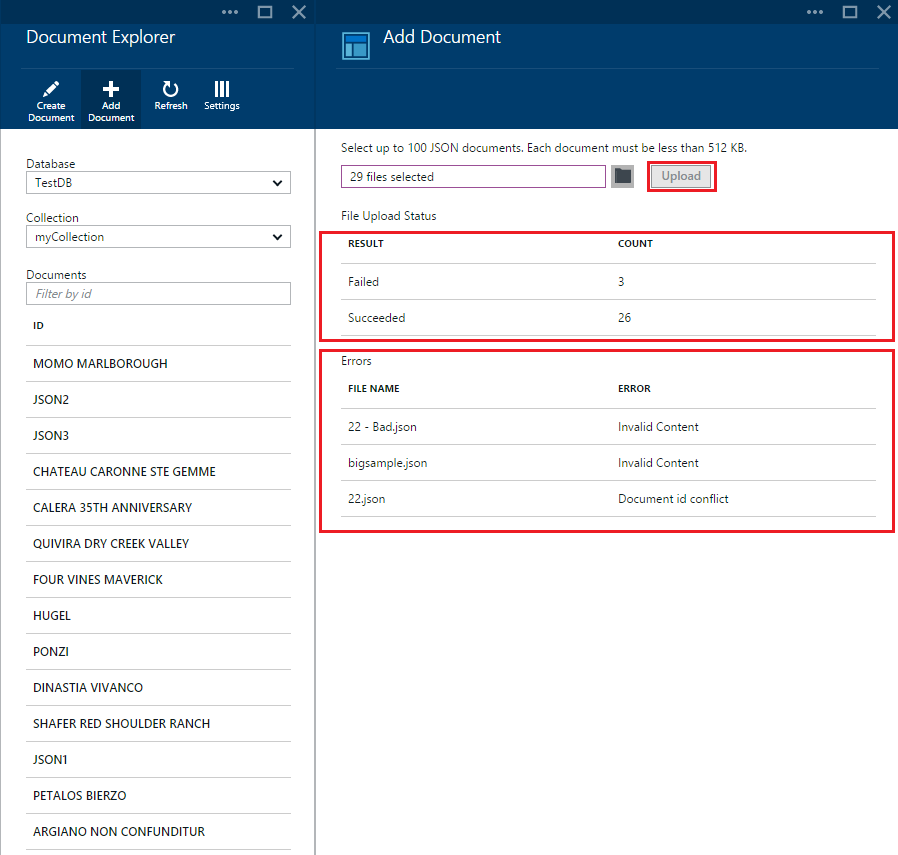 Document Explorer
Create Document
Add Document
Refresh
Settings
Database
TestDB
Collection
myCollection
Documents
Filter by id
ID
MOMO MARLBOROUGH
JSON2
JSON3
CHATEAU CARONNE STE GEMME
CALERA 35TH ANNIVERSARY
QUIVIRA DRY CREEK VALLEY
FOUR VINES MAVERICK
HUGEL
PONZI
DINASTIA VIVANCO
SHAFER RED SHOULDER RANCH
JSON1
PETALOS BIERZO
ARGIANO NON CONFUNDITUR
Add Document
Select up to 100 JSON documents. Each document must be less than 512 KB.
29 files selected
Upload
File Upload Status
RESULT COUNT
Failed 3
Succeeded 26
Errors
FILE NAME ERROR
22 - Bad.json Invalid Content
bigsample.json Invalid Content
22.json Document id conflict